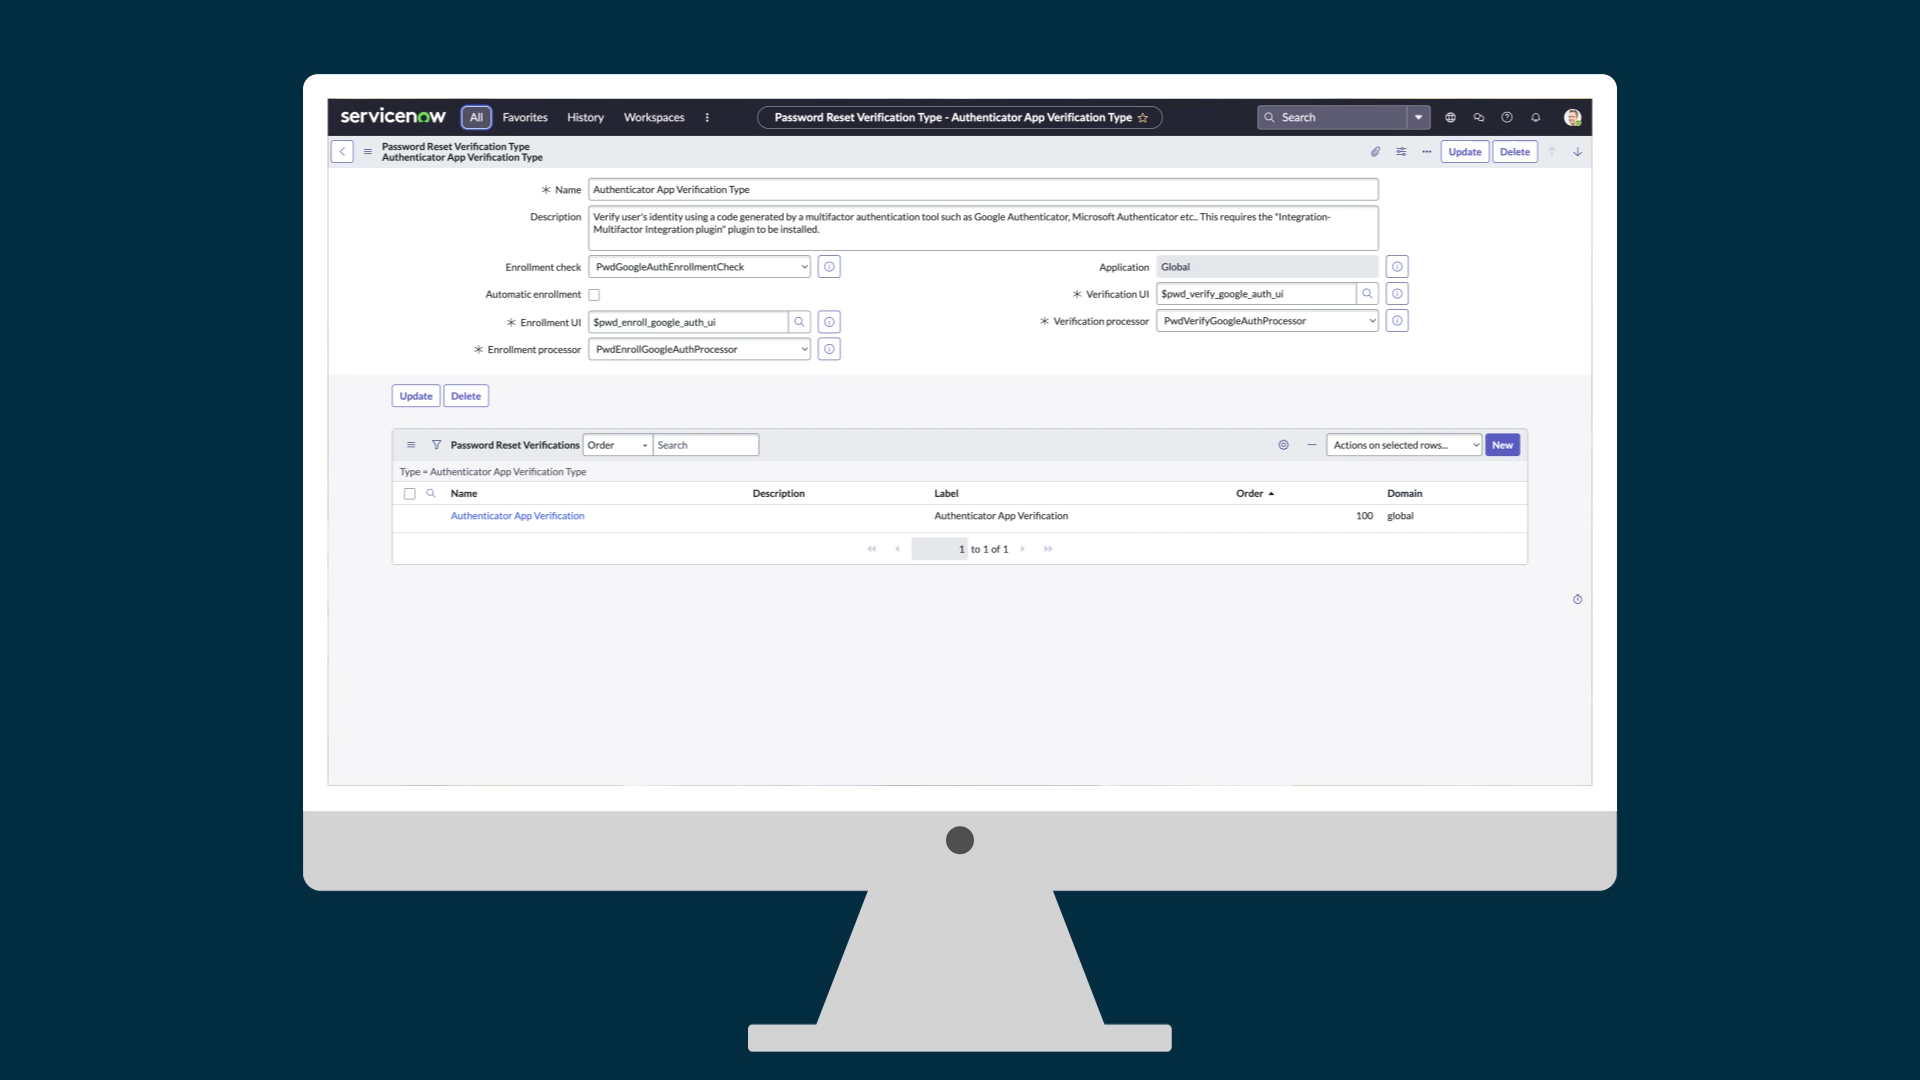 servicenow All Favorites History Workspaces Password Reset Verification Type - Authenticator App Verification Type Search
Password Reset Verification Type
Authenticator App Verification Type
Update Delete
* Name Authenticator App Verification Type
Description Verify user's identity using a code generated by a multifactor authentication tool such as Google Authenticator, Microsoft Authenticator etc.. This requires the "Integration-
Multifactor Integration plugin" plugin to be installed.
Enrollment check PwdGoogleAuthEnrollmentCheck Application Global
Automatic enrollment * Verification UI $pwd_verify_google_auth_ui
* Enrollment UI $pwd_enroll_google_auth_ui * Verification processor PwdVerifyGoogleAuthProcessor
* Enrollment processor PwdEnrollGoogleAuthProcessor
Update Delete
Password Reset Verifications Order Search Actions on selected rows... New
Type = Authenticator App Verification Type
Name Description Label Order Domain
Authenticator App Verification Authenticator App Verification 100 global
1 to 1 of 1